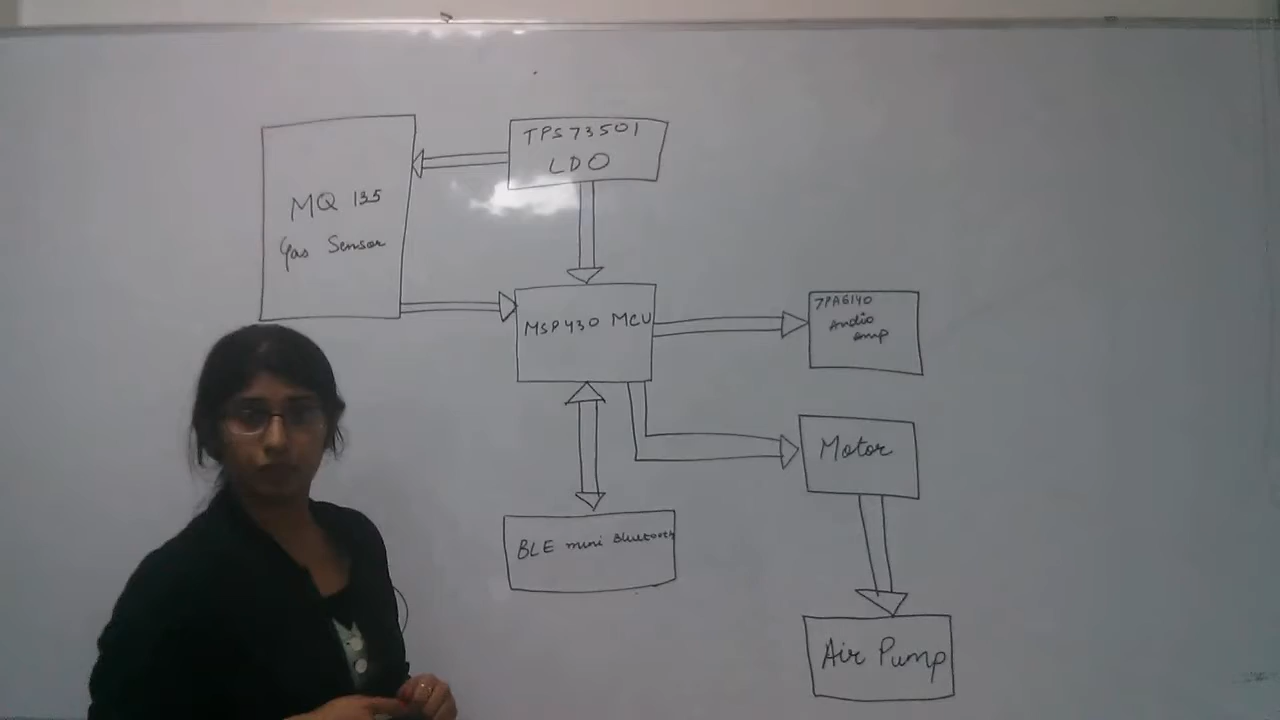 TPS73501
LDO
MQ 135
Gas Sensor
MSP430 MCU
TPA6140
Audio
amp
Motor
BLE mini Bluetooth
Air Pump